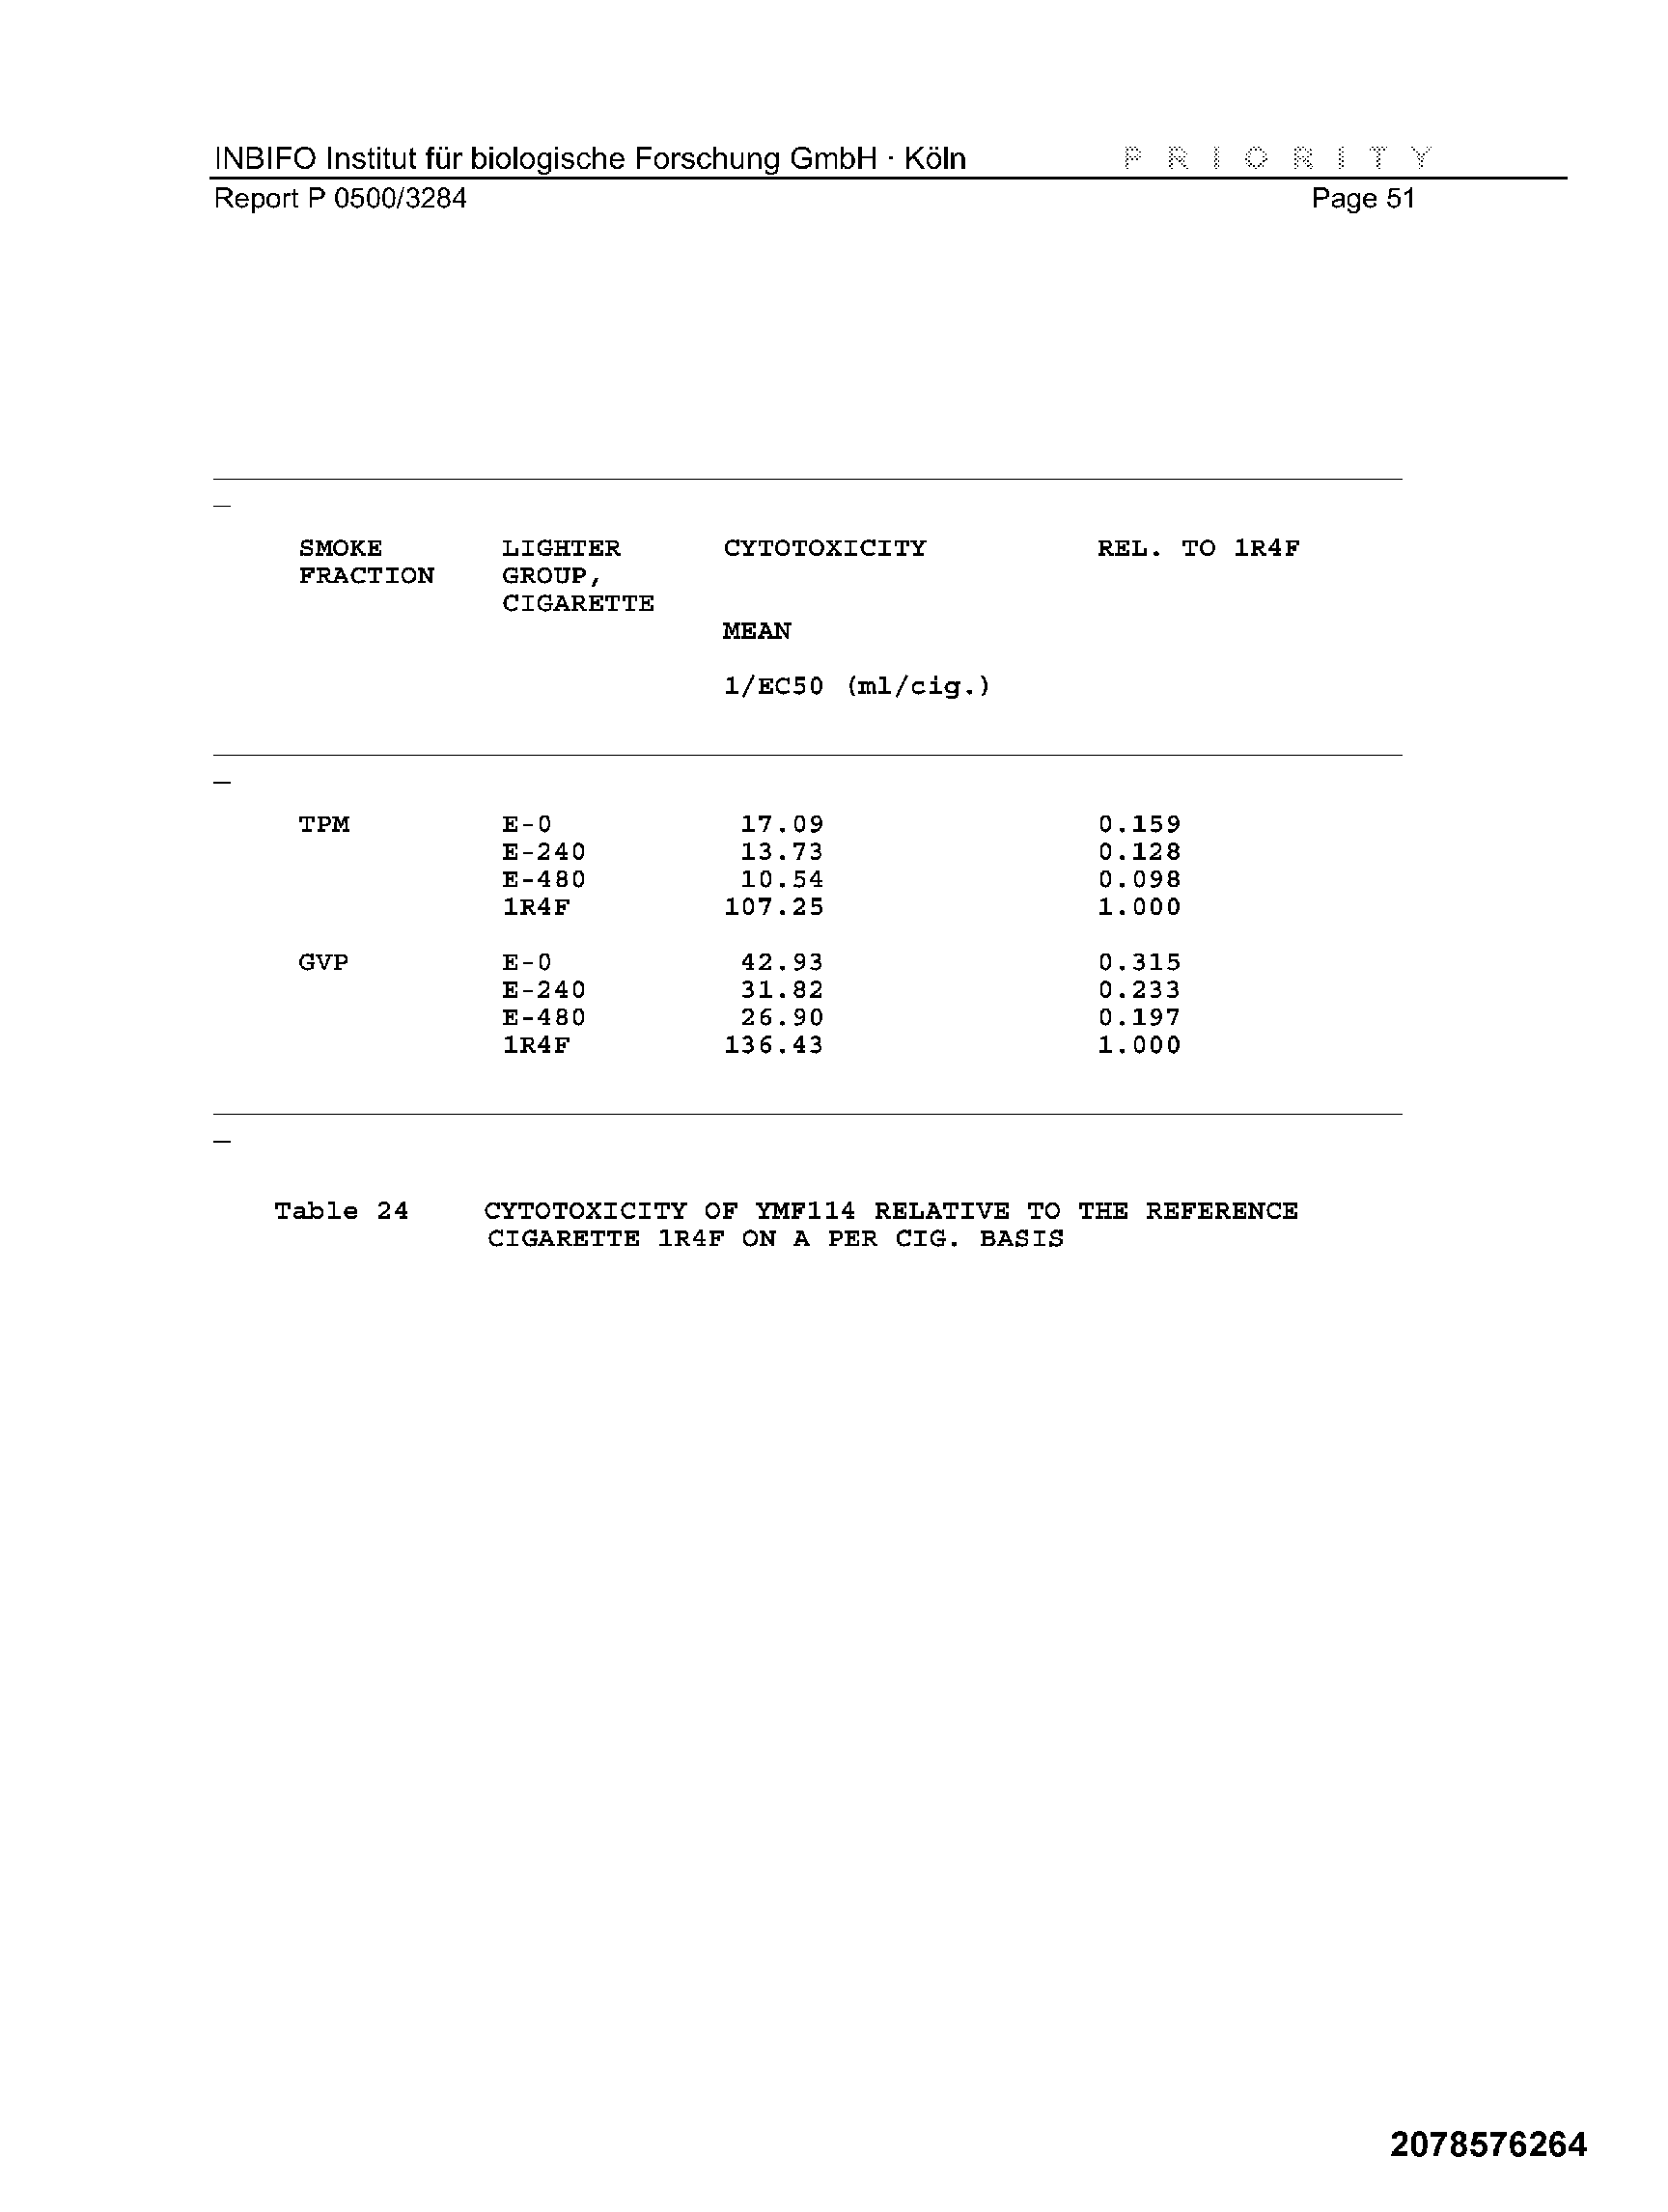 INBIFO Institut für biologische Forschung GmbH · Köln P R I O R I T Y
Report P 0500/3284 Page 51
SMOKE LIGHTER CYTOTOXICITY REL. TO 1R4F
FRACTION GROUP,
CIGARETTE
MEAN
1/EC50 (ml/cig.)
TPM E-0 17.09 0.159
E-240 13.73 0.128
E-480 10.54 0.098
1R4F 107.25 1.000
GVP E-0 42.93 0.315
E-240 31.82 0.233
E-480 26.90 0.197
1R4F 136.43 1.000
Table 24 CYTOTOXICITY OF YMF114 RELATIVE TO THE REFERENCE
CIGARETTE 1R4F ON A PER CIG. BASIS
2078576264